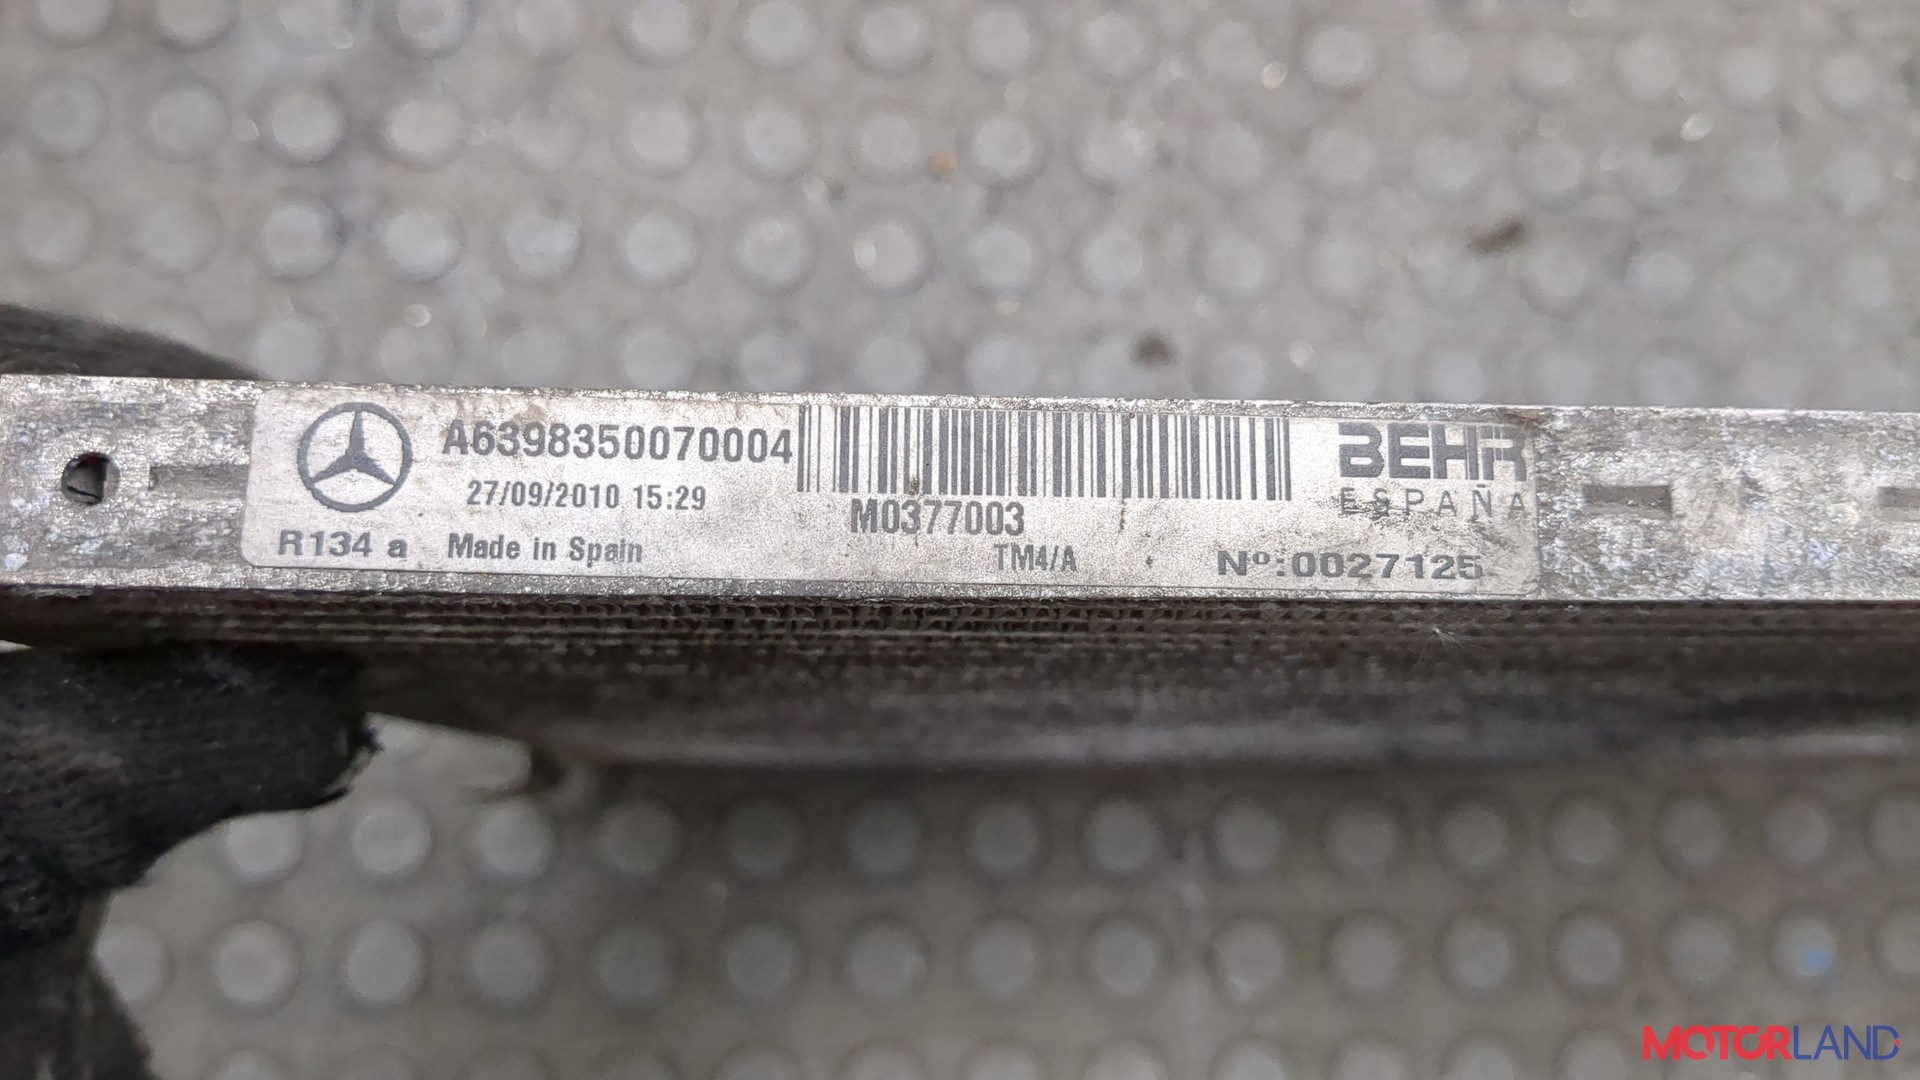 A6398350070004
27/09/2010 15:29
R134 a Made in Spain
M0377003
TM4/A
BEHR
ESPAÑA
Nº:0027125
MOTORLAND